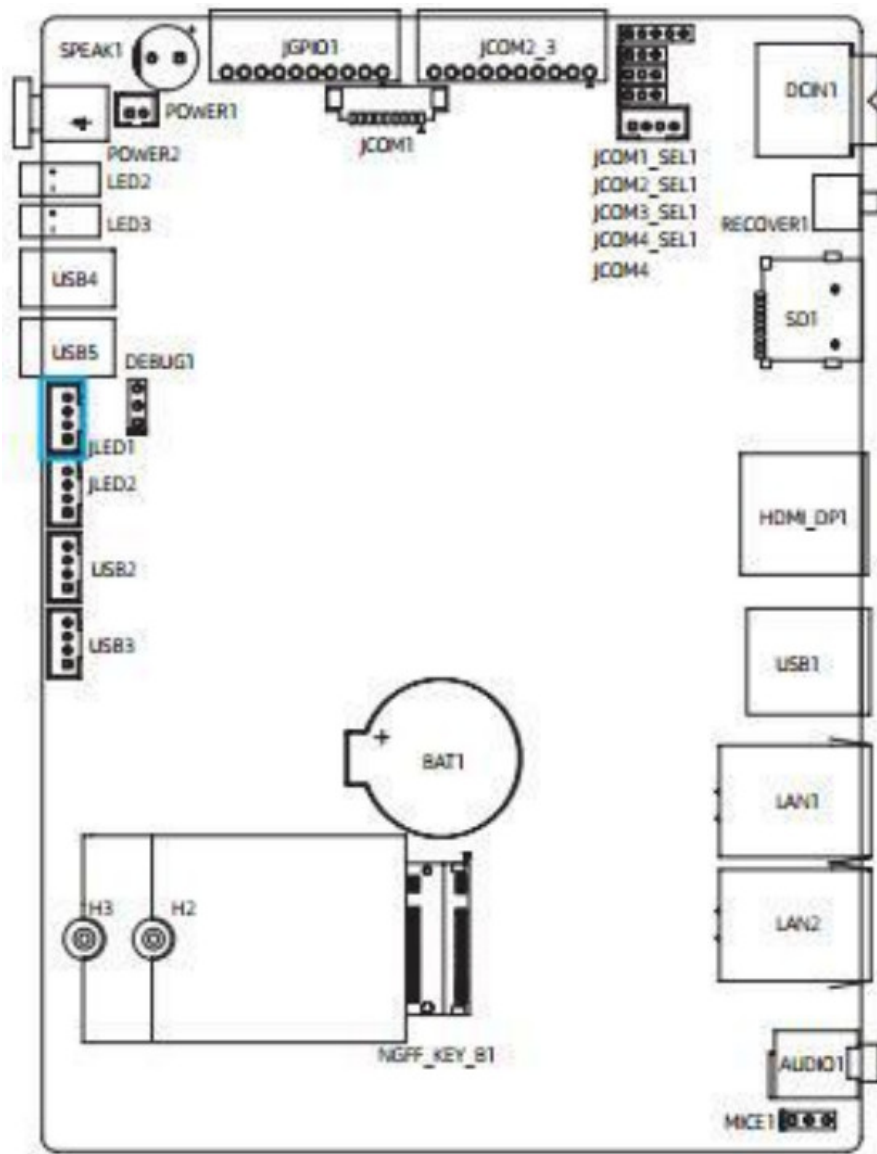 SPEAK1
JGPIO1
JCOM2_3
DCIN1
POWER1
JCOM1
POWER2
LED2
LED3
JCOM1_SEL1
JCOM2_SEL1
JCOM3_SEL1
JCOM4_SEL1
JCOM4
RECOVER1
USB4
SD1
USB5
DEBUG1
JLED1
JLED2
HDMI_DP1
USB2
USB3
USB1
BAT1
LAN1
H3
H2
LAN2
NGFF_KEY_B1
AUDIO1
MICE1